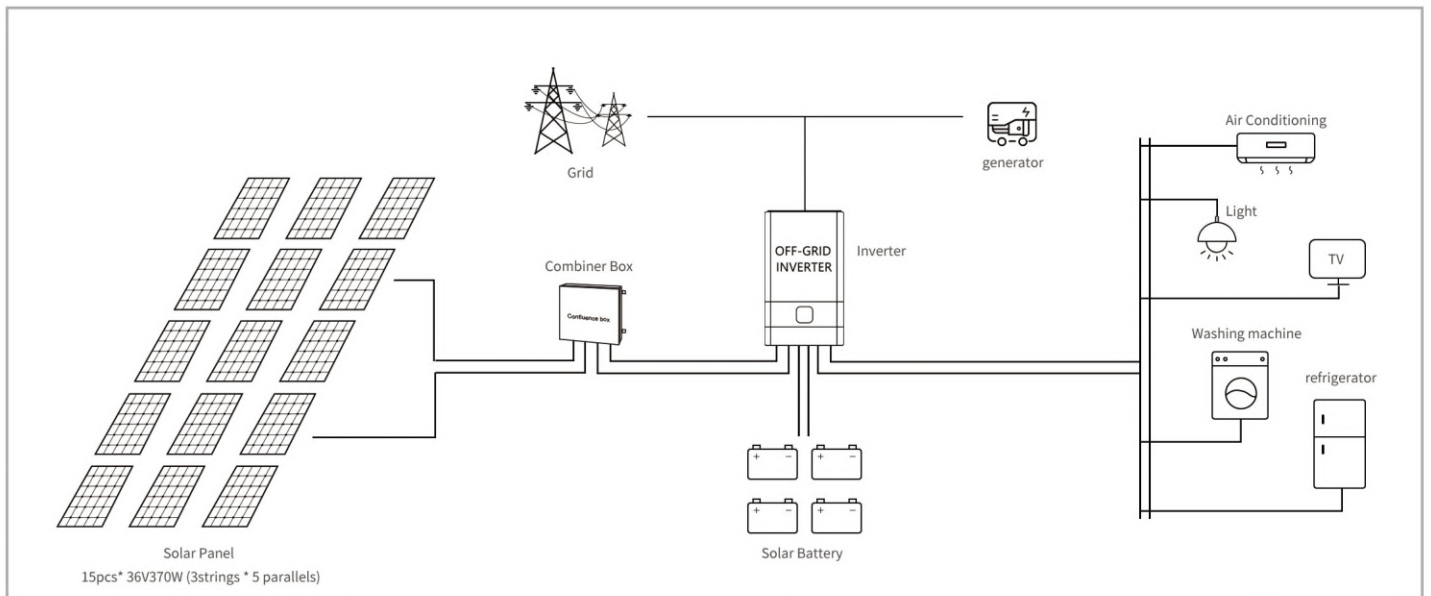 Grid
generator
Air Conditioning
Light
TV
Washing machine
refrigerator
OFF-GRID
INVERTER
Inverter
Combiner Box
Confluence box
Solar Battery
+ -
+ -
+ -
+ -
Solar Panel
15pcs* 36V370W (3strings * 5 parallels)